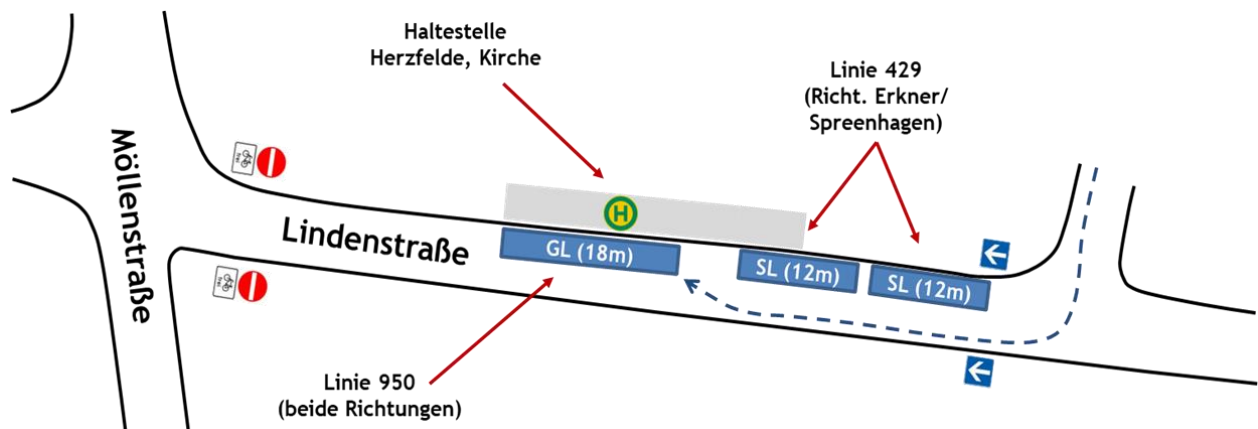 Haltestelle
Herzfelde, Kirche
Linie 429
(Richt. Erkner/
Spreenhagen)
Möllenstraße
Lindenstraße
H
GL (18m)
SL (12m)
SL (12m)
Linie 950
(beide Richtungen)